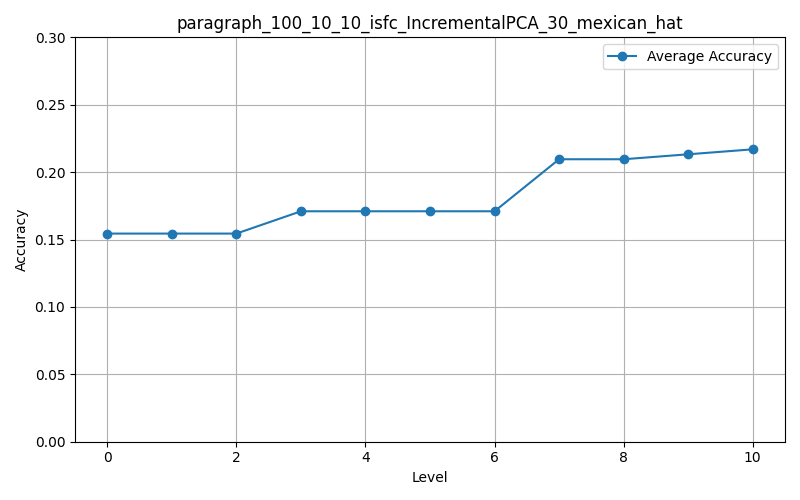 paragraph_100_10_10_isfc_IncrementalPCA_30_mexican_hat
Average Accuracy
0.30
0.25
0.20
0.15
0.10
0.05
0.00
Accuracy
0 2 4 6 8 10
Level